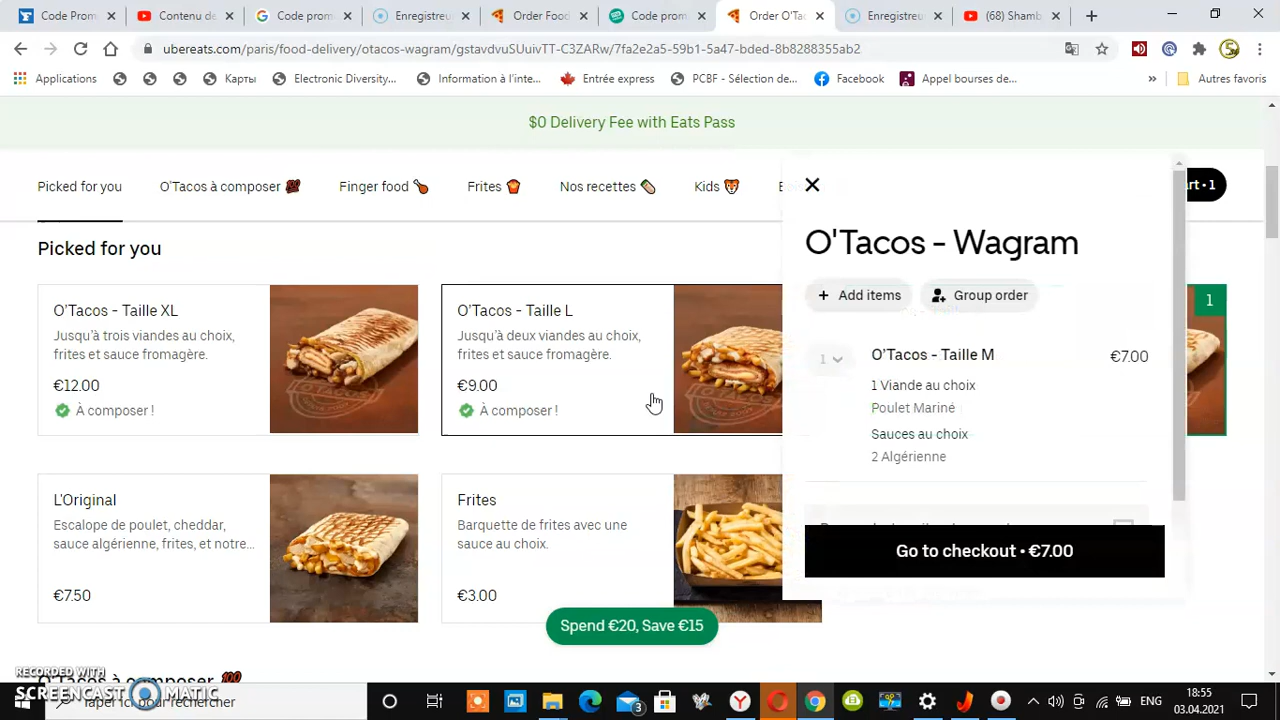 Code Prom
Contenu de
Code prom
Enregistreu
Order Food
Code prom
Order O'Ta
Enregistreu
(68) Shamb
ubereats.com/paris/food-delivery/otacos-wagram/gstardvuSUuivTT-C3ZARw/7fa2e2a5-59b1-5a47-bded-8b8288355ab2
Applications
Карты
Electronic Diversity...
Information à l'inte...
Entrée express
PCBF - Sélection de...
Facebook
Appel bourses de...
»
Autres favoris
$0 Delivery Fee with Eats Pass
Picked for you
O'Tacos à composer 💯
Finger food 🍗
Frites 🍟
Nos recettes 🌯
Kids 🐯
art • 1
Picked for you
O'Tacos - Taille XL
Jusqu'à trois viandes au choix,
frites et sauce fromagère.
€12.00
À composer !
O'Tacos - Taille L
Jusqu'à deux viandes au choix,
frites et sauce fromagère.
€9.00
À composer !
1
L'Original
Escalope de poulet, cheddar,
sauce algérienne, frites, et notre...
€7.50
Frites
Barquette de frites avec une
sauce au choix.
€3.00
O'Tacos - Wagram
+ Add items
Group order
1
O'Tacos - Taille M
€7.00
1 Viande au choix
Poulet Mariné
Sauces au choix
2 Algérienne
Go to checkout • €7.00
Spend €20, Save €15
O'Tacos à composer 💯
RECORDED WITH
SCREENCAST MATIC
Taper ici pour rechercher
3
ENG
18:55
03.04.2021